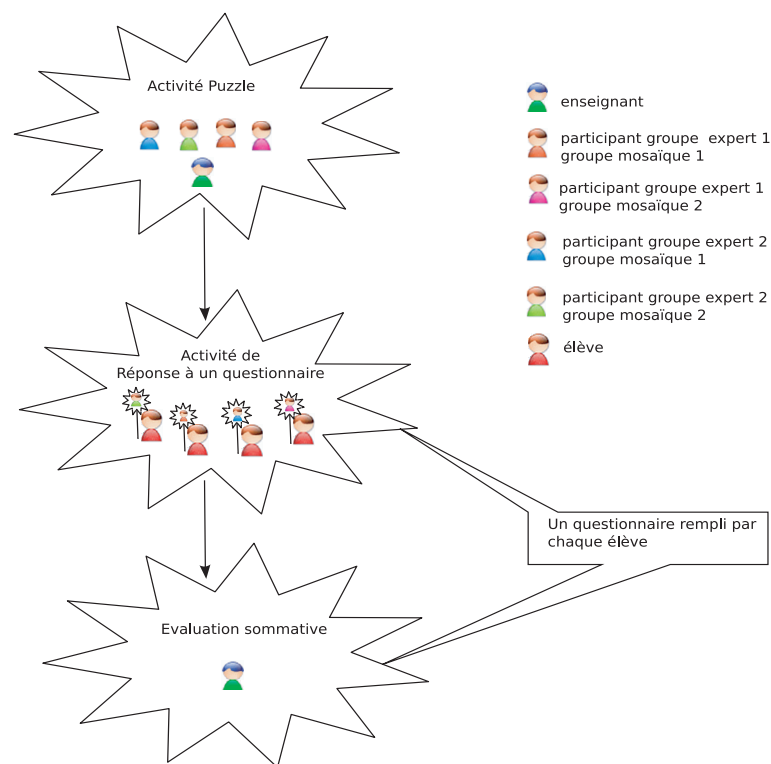 Activité Puzzle
enseignant
participant groupe expert 1
groupe mosaïque 1
participant groupe expert 1
groupe mosaïque 2
participant groupe expert 2
groupe mosaïque 1
participant groupe expert 2
groupe mosaïque 2
élève
Activité de
Réponse à un questionnaire
Un questionnaire rempli par
chaque élève
Evaluation sommative